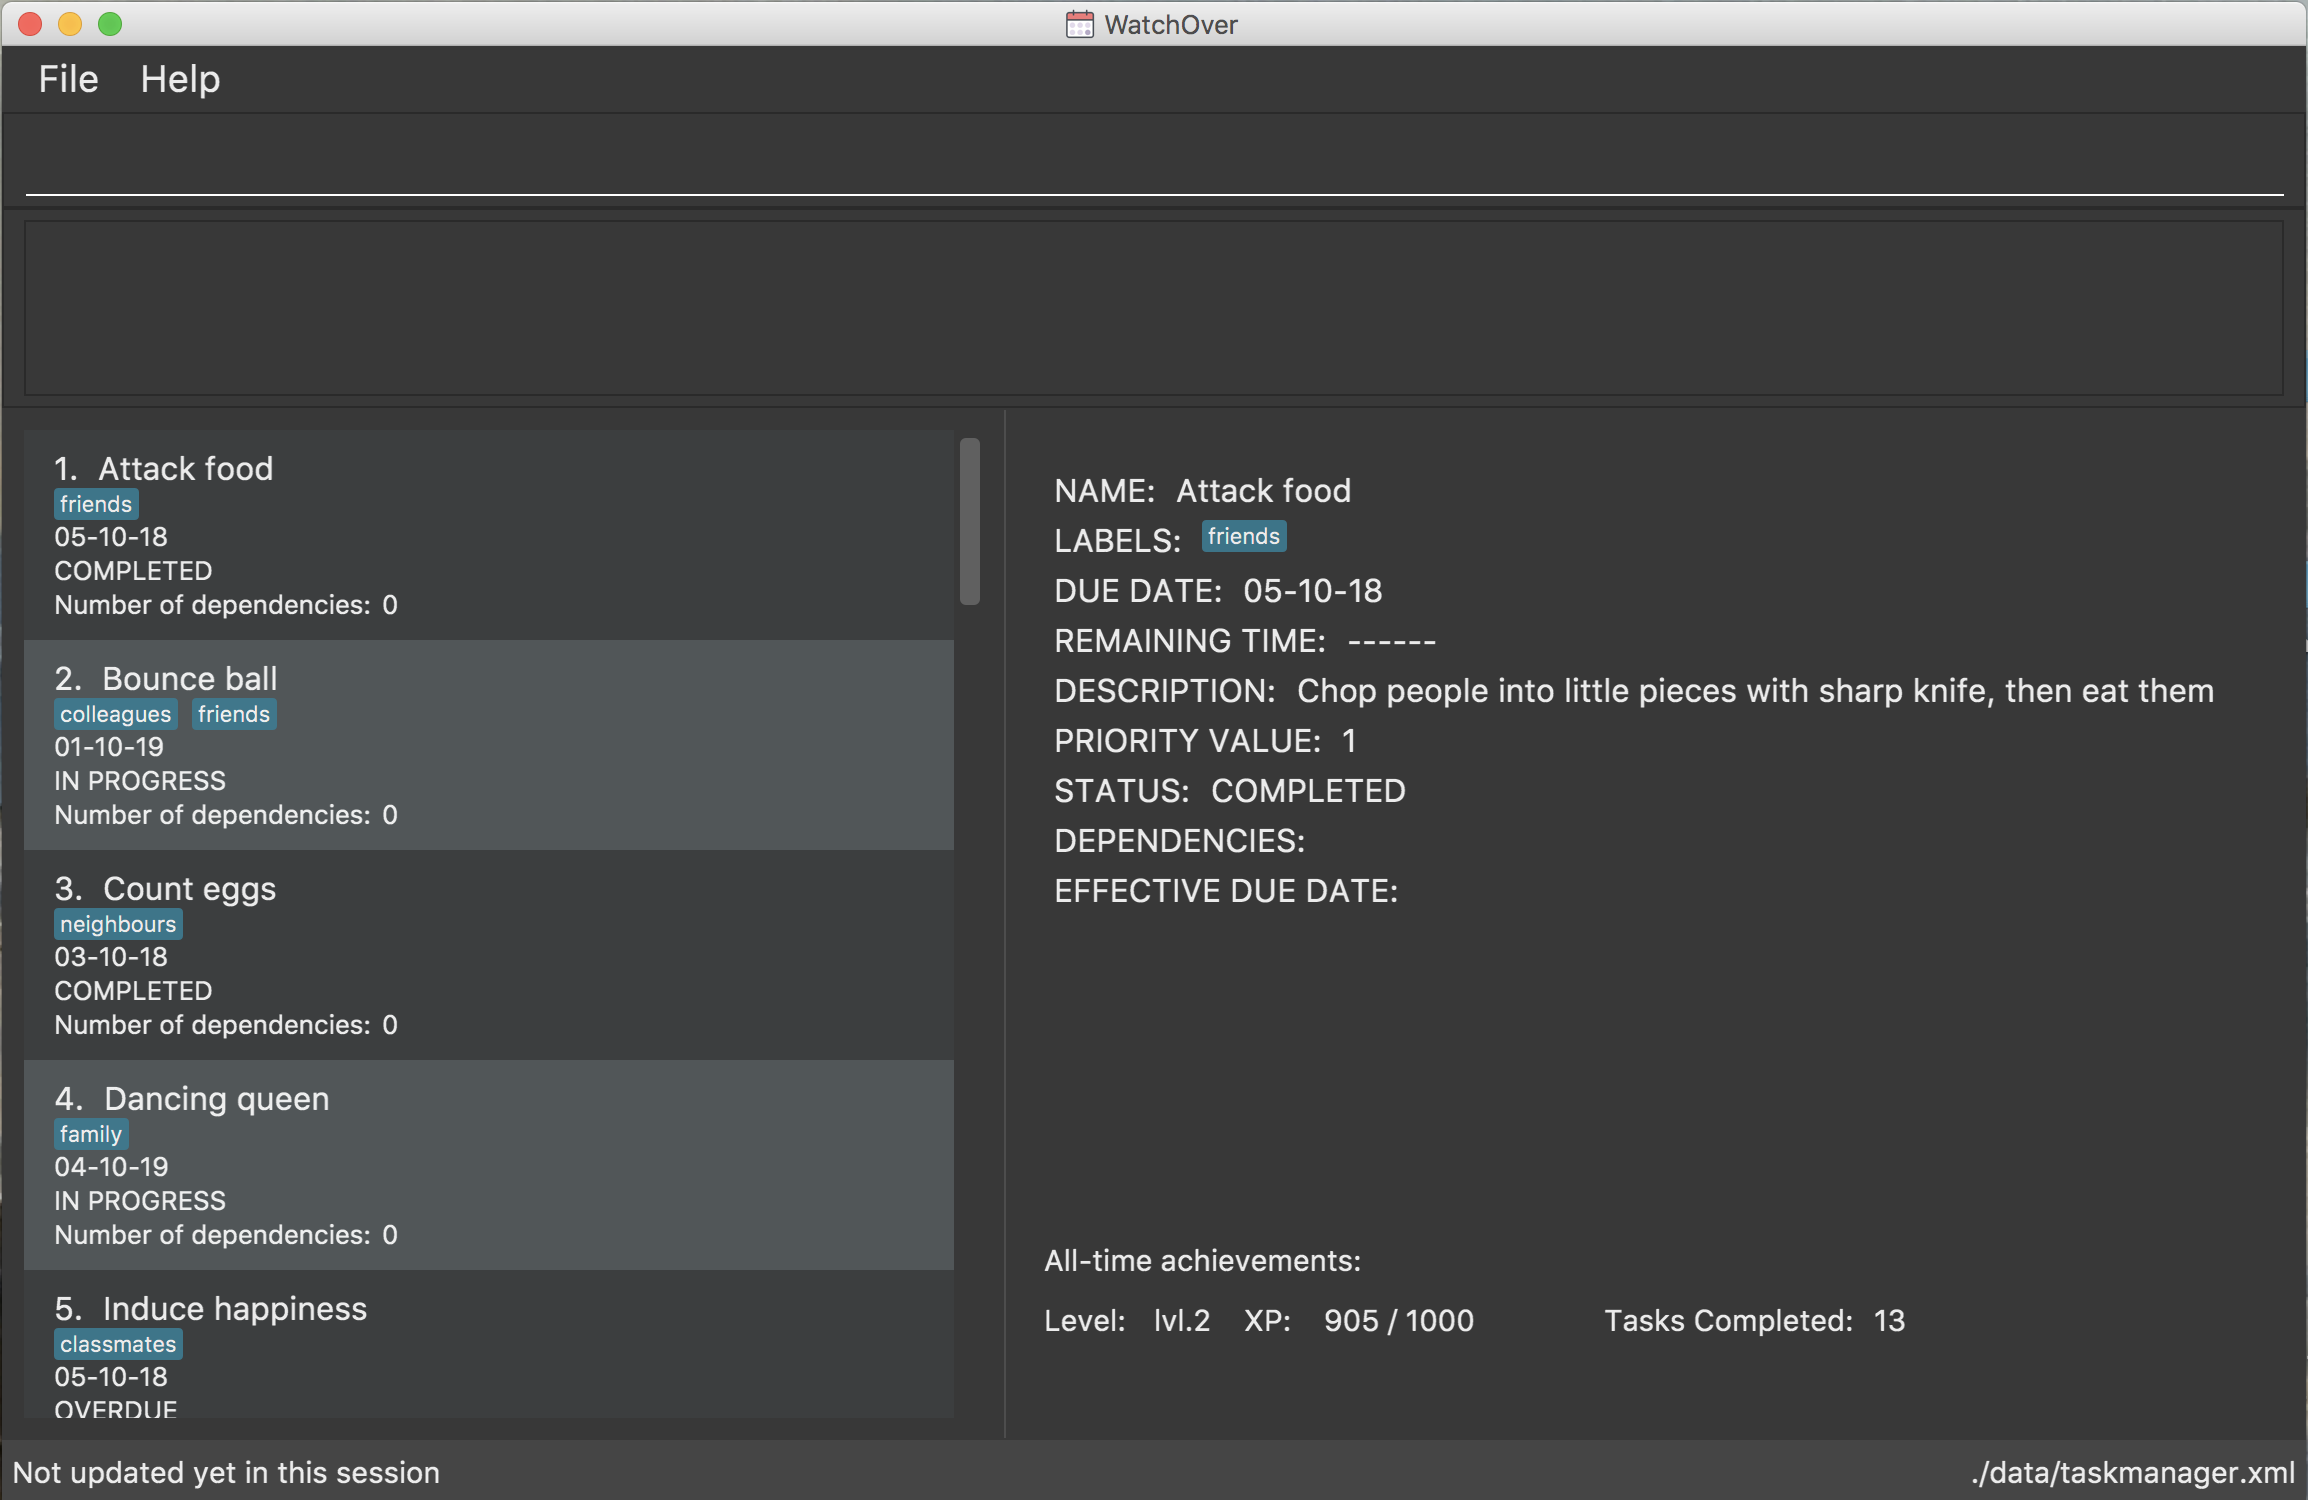 WatchOver
File Help
1. Attack food
friends
05-10-18
COMPLETED
Number of dependencies: 0
2. Bounce ball
colleagues friends
01-10-19
IN PROGRESS
Number of dependencies: 0
3. Count eggs
neighbours
03-10-18
COMPLETED
Number of dependencies: 0
4. Dancing queen
family
04-10-19
IN PROGRESS
Number of dependencies: 0
5. Induce happiness
classmates
05-10-18
OVERDUE
NAME: Attack food
LABELS: friends
DUE DATE: 05-10-18
REMAINING TIME: ------
DESCRIPTION: Chop people into little pieces with sharp knife, then eat them
PRIORITY VALUE: 1
STATUS: COMPLETED
DEPENDENCIES:
EFFECTIVE DUE DATE:
All-time achievements:
Level: lvl.2 XP: 905 / 1000 Tasks Completed: 13
Not updated yet in this session
./data/taskmanager.xml